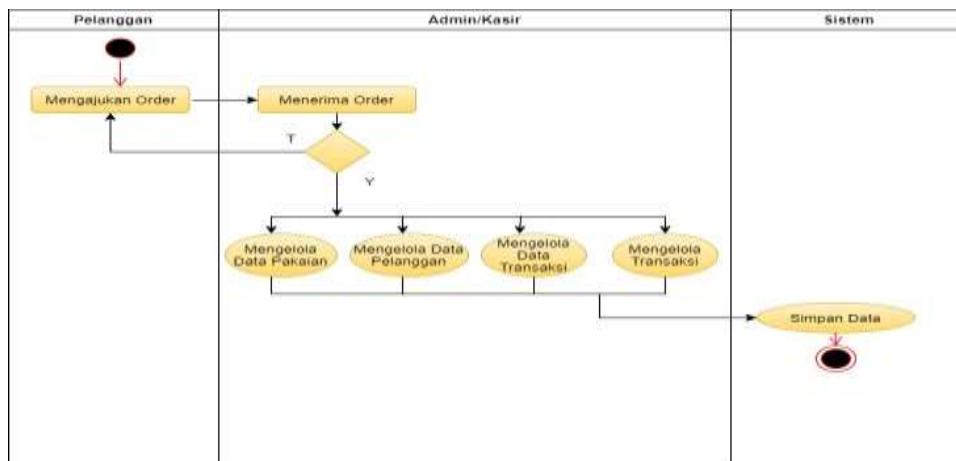 Pelanggan
Admin/Kasir
Sistem
Mengajukan Order
Menerima Order
T
Y
Mengelola
Data Pakaian
Mengelola Data
Pelanggan
Mengelola
Data
Transaksi
Mengelola
Transaksi
Simpan Data